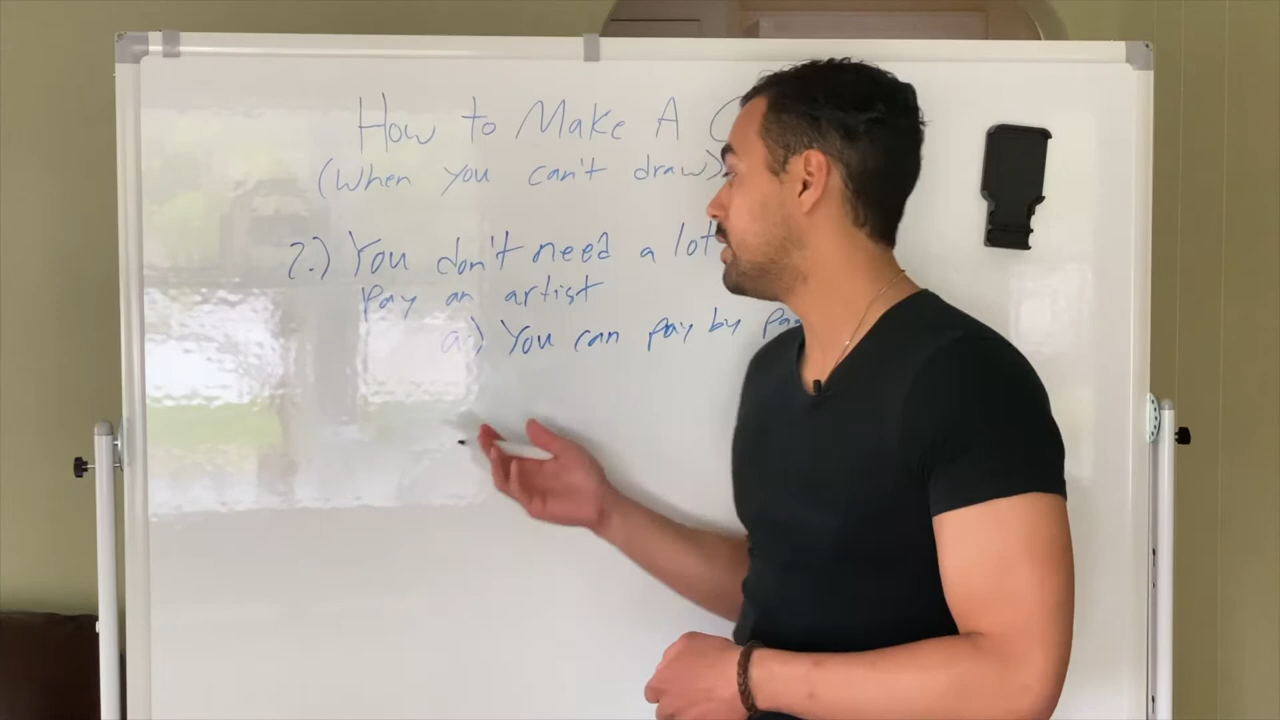 How to Make A
(When you can't draw)
2.) You don't need a lot
pay an artist
a.) You can pay by